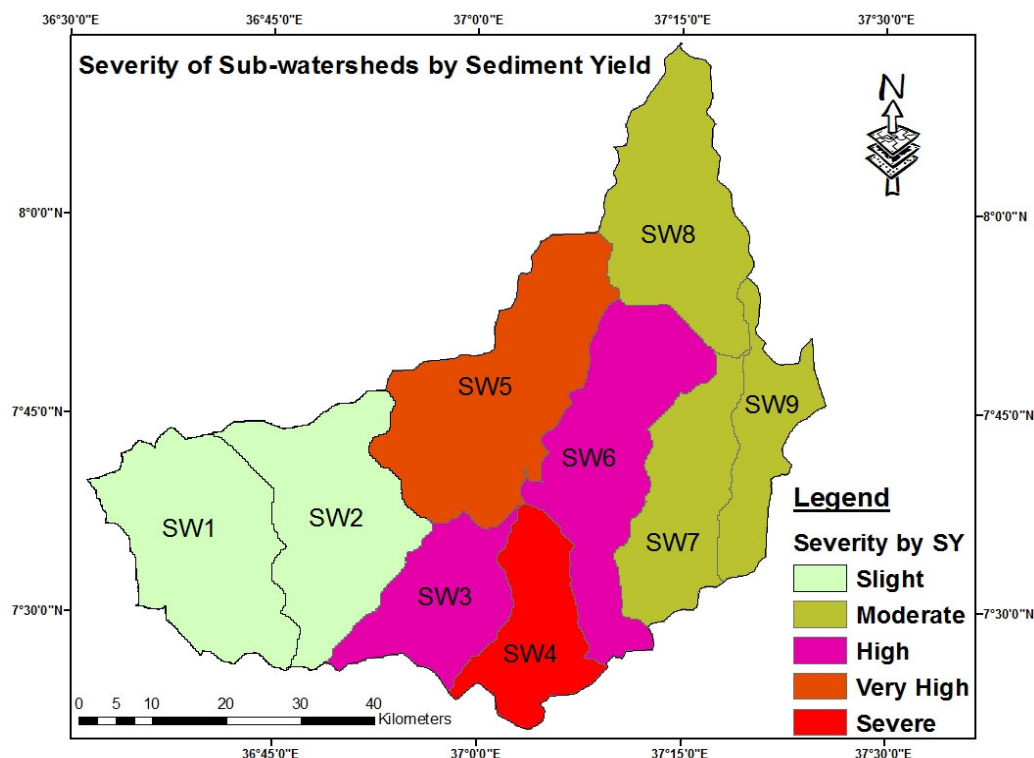 36°30'0"E 36°45'0"E 37°0'0"E 37°15'0"E 37°30'0"E
Severity of Sub-watersheds by Sediment Yield
N
8°0'0"N 8°0'0"N
SW8
SW5
SW9
7°45'0"N 7°45'0"N
SW6
Legend
SW2
SW1
SW7
Severity by SY
Slight
SW3
7°30'0"N 7°30'0"N
Moderate
High
SW4
Very High
0 5 10 20 30 40
Kilometers
Severe
36°45'0"E 37°0'0"E 37°15'0"E 37°30'0"E